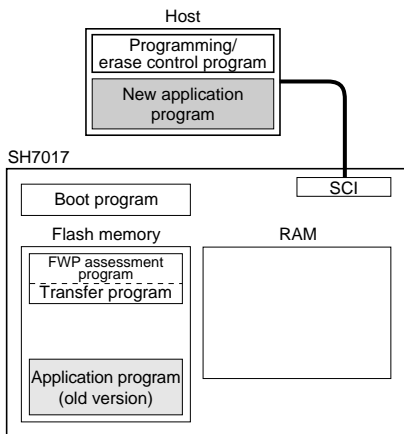 Host
Programming/
erase control program
New application
program
SH7017
SCI
Boot program
Flash memory
RAM
FWP assessment
program
Transfer program
Application program
(old version)